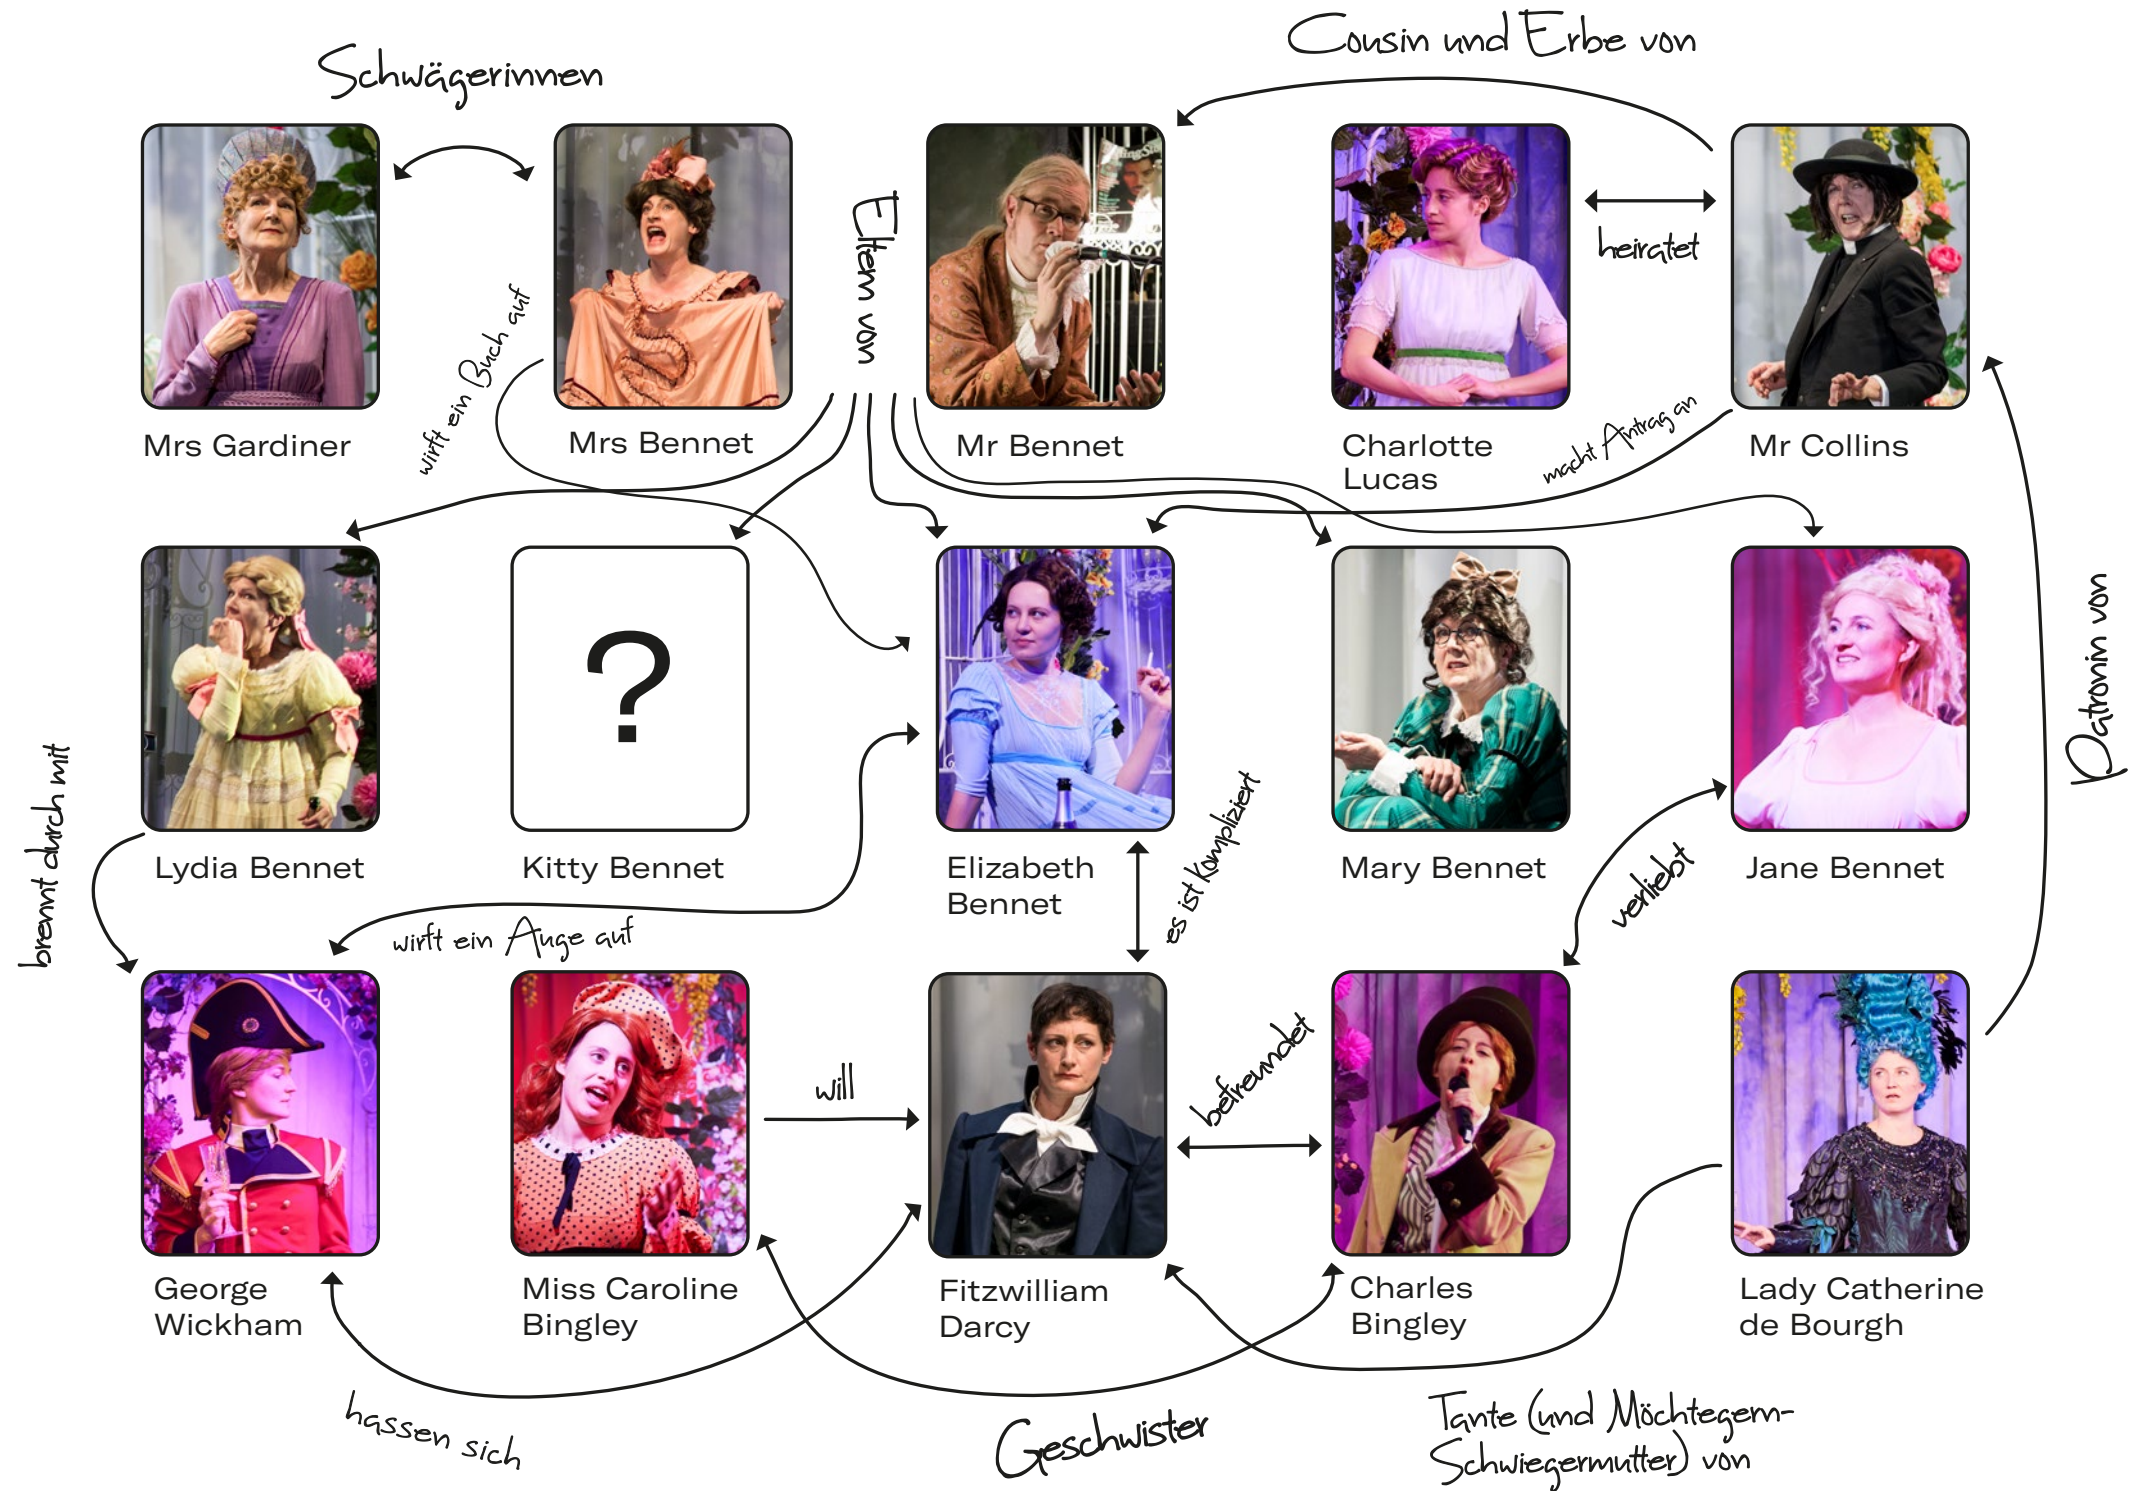 Schwägerinnen
Cousin und Erbe von
Eltern von
heiratet
wirft ein Buch auf
macht Antrag an
Mrs Gardiner
Mrs Bennet
Mr Bennet
Charlotte
Lucas
Mr Collins
?
Patronin von
brennt durch mit
Lydia Bennet
Kitty Bennet
Elizabeth
Bennet
Mary Bennet
Jane Bennet
es ist kompliziert
verliebt
wirft ein Auge auf
will
befreundet
George
Wickham
Miss Caroline
Bingley
Fitzwilliam
Darcy
Charles
Bingley
Lady Catherine
de Bourgh
hassen sich
Geschwister
Tante (und Möchtegern-
Schwiegermutter) von